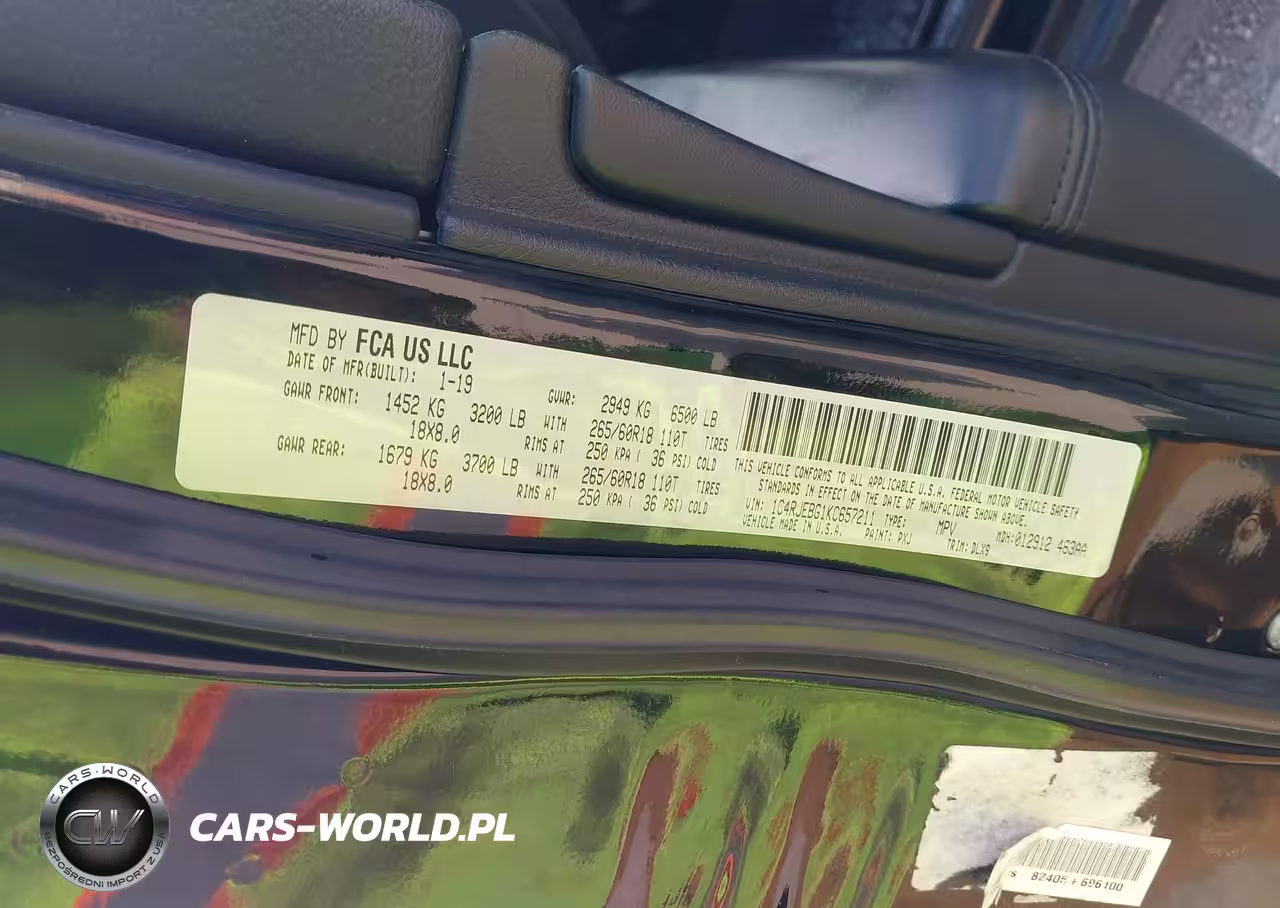 MFD BY FCA US LLC
DATE OF MFR(BUILT): 1-19
GAWR FRONT: 1452 KG 3200 LB WITH
18X8.0 RIMS AT
GAWR REAR: 1679 KG 3700 LB WITH
18X8.0 RIMS AT
GVWR: 2949 KG 6500 LB
265/60R18 110T TIRES
250 KPA ( 36 PSI) COLD
265/60R18 110T TIRES
250 KPA ( 36 PSI) COLD
THIS VEHICLE CONFORMS TO ALL APPLICABLE U.S.A. FEDERAL MOTOR VEHICLE SAFETY
STANDARDS IN EFFECT ON THE DATE OF MANUFACTURE SHOWN ABOVE.
VIN: 1C4RJEBG1KC657211 TYPE: MPV MDH:012912 463AA
VEHICLE MADE IN U.S.A. PAINT: PXJ TRIM: DLX9
82405 + 696100
CARS-WORLD
CW
BEZPOŚREDNI IMPORT Z USA
CARS-WORLD.PL